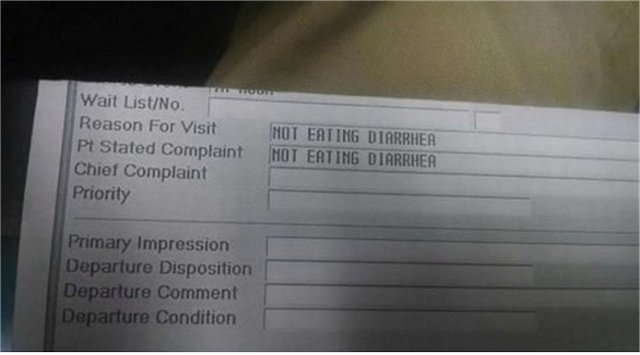 Wait List/No.
Reason For Visit NOT EATING DIARRHEA
Pt Stated Complaint NOT EATING DIARRHEA
Chief Complaint
Priority
Primary Impression
Departure Disposition
Departure Comment
Departure Condition